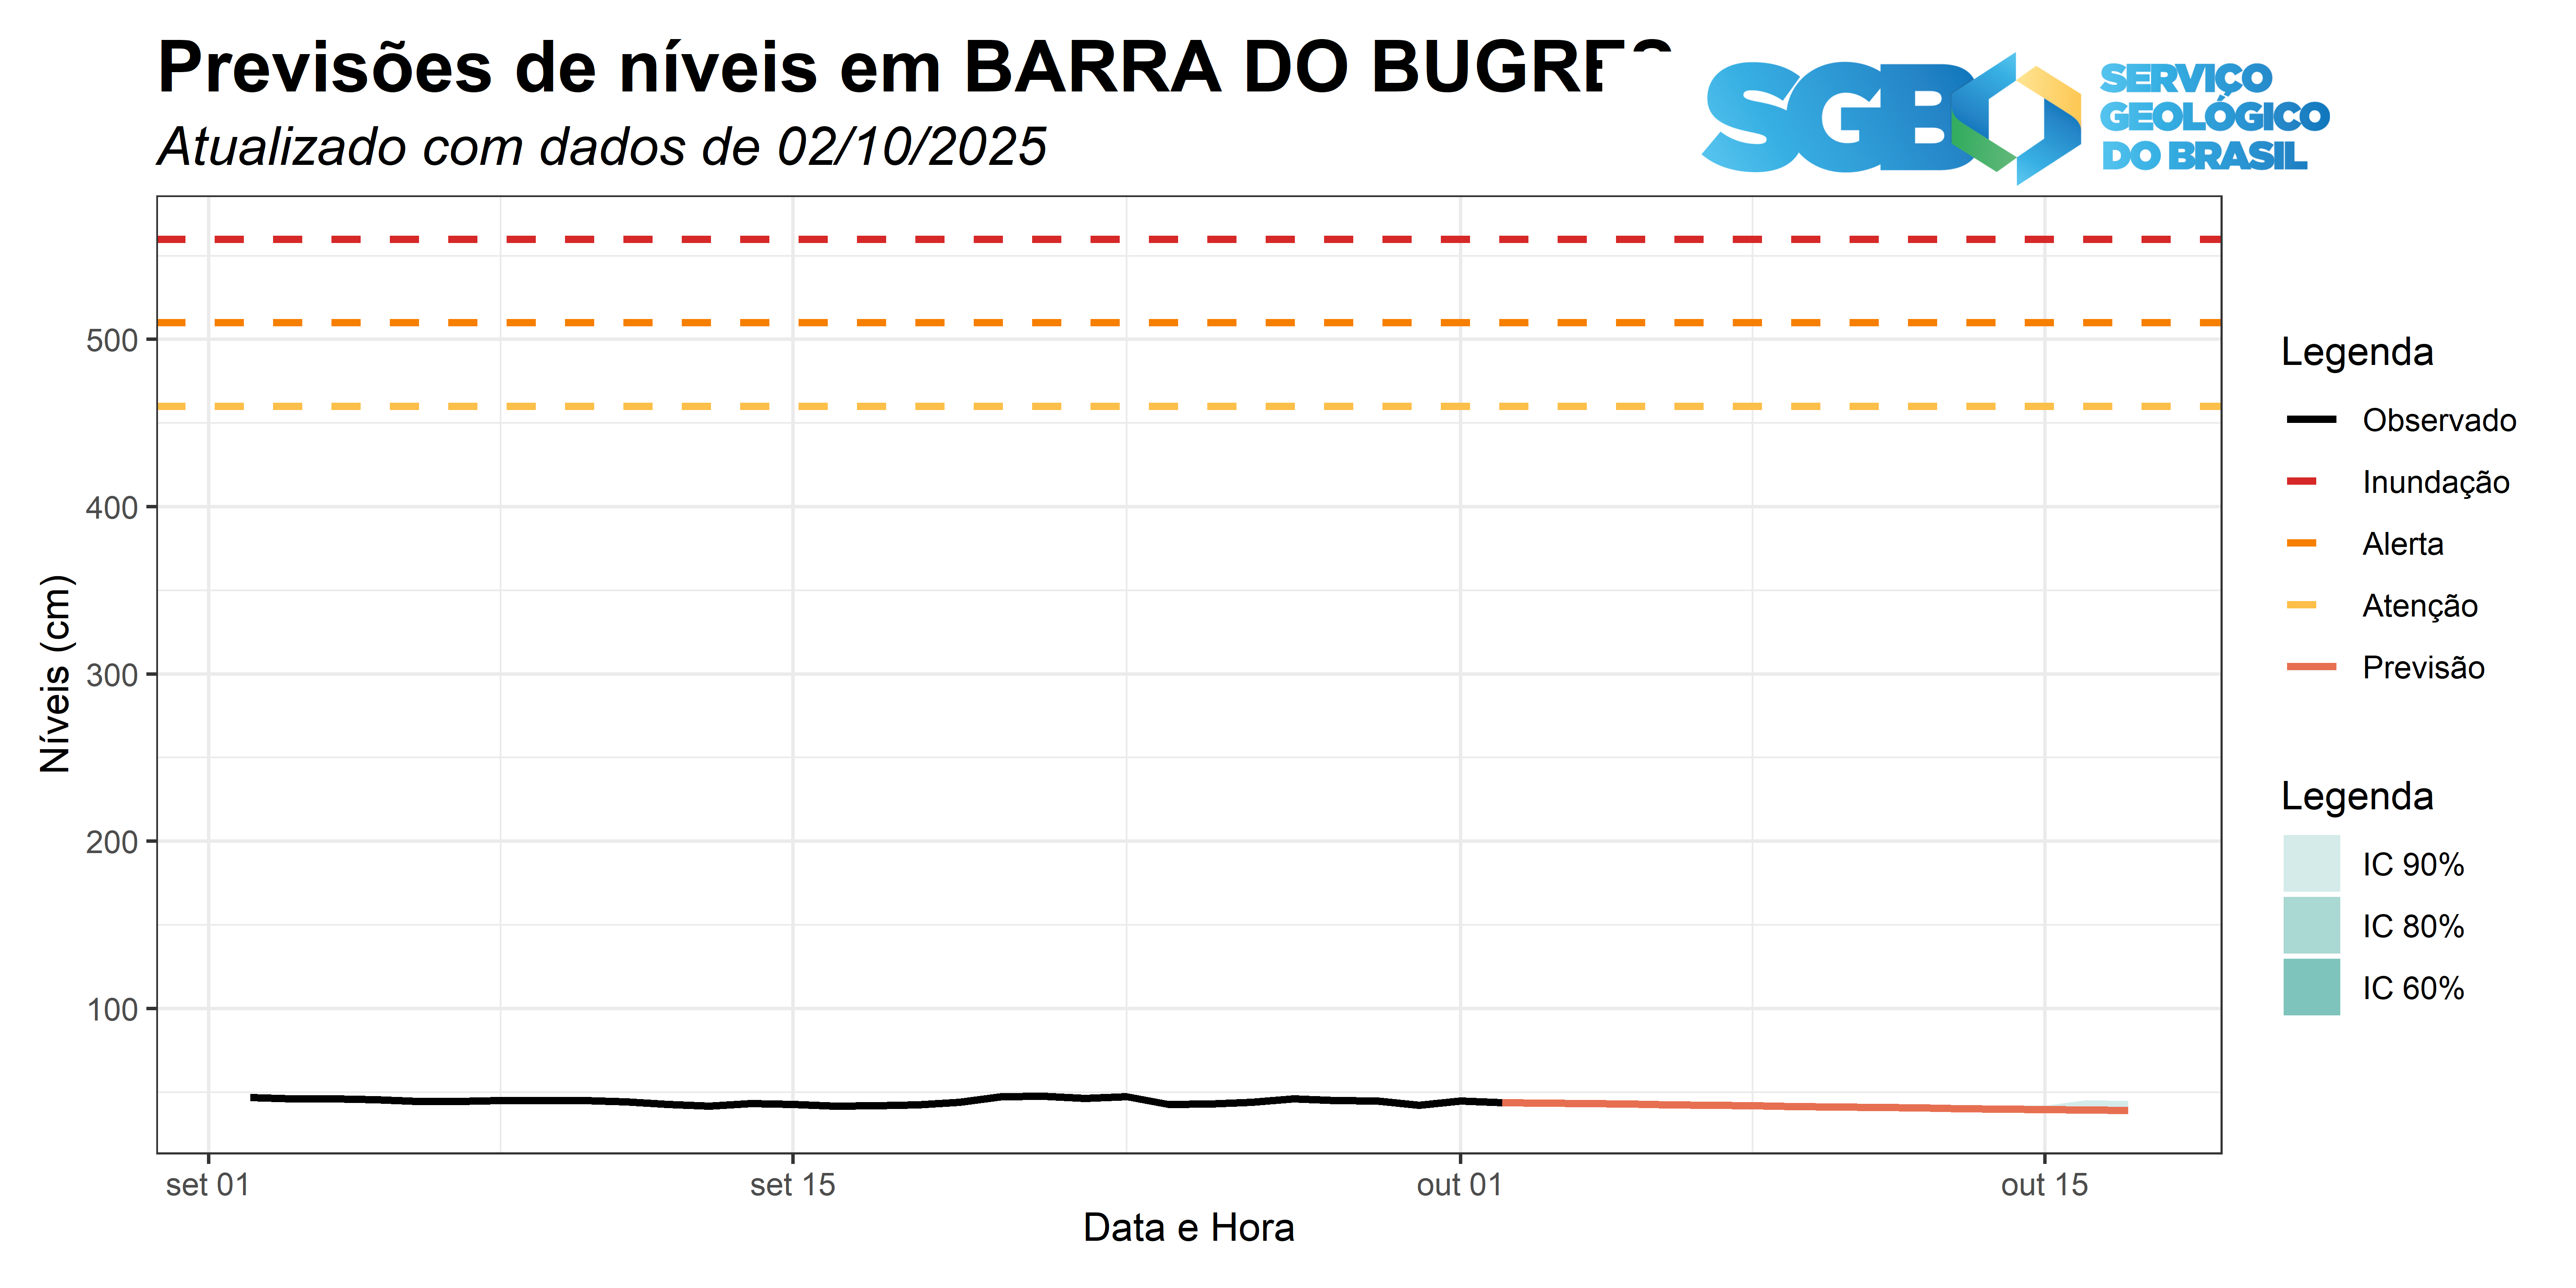 Previsões de níveis em BARRA DO BUGRES
Atualizado com dados de 02/10/2025
SGB
SERVIÇO
GEOLÓGICO
DO BRASIL
Níveis (cm)
500
400
300
200
100
set 01
set 15
out 01
out 15
Data e Hora
Legenda
Observado
Inundação
Alerta
Atenção
Previsão
Legenda
IC 90%
IC 80%
IC 60%